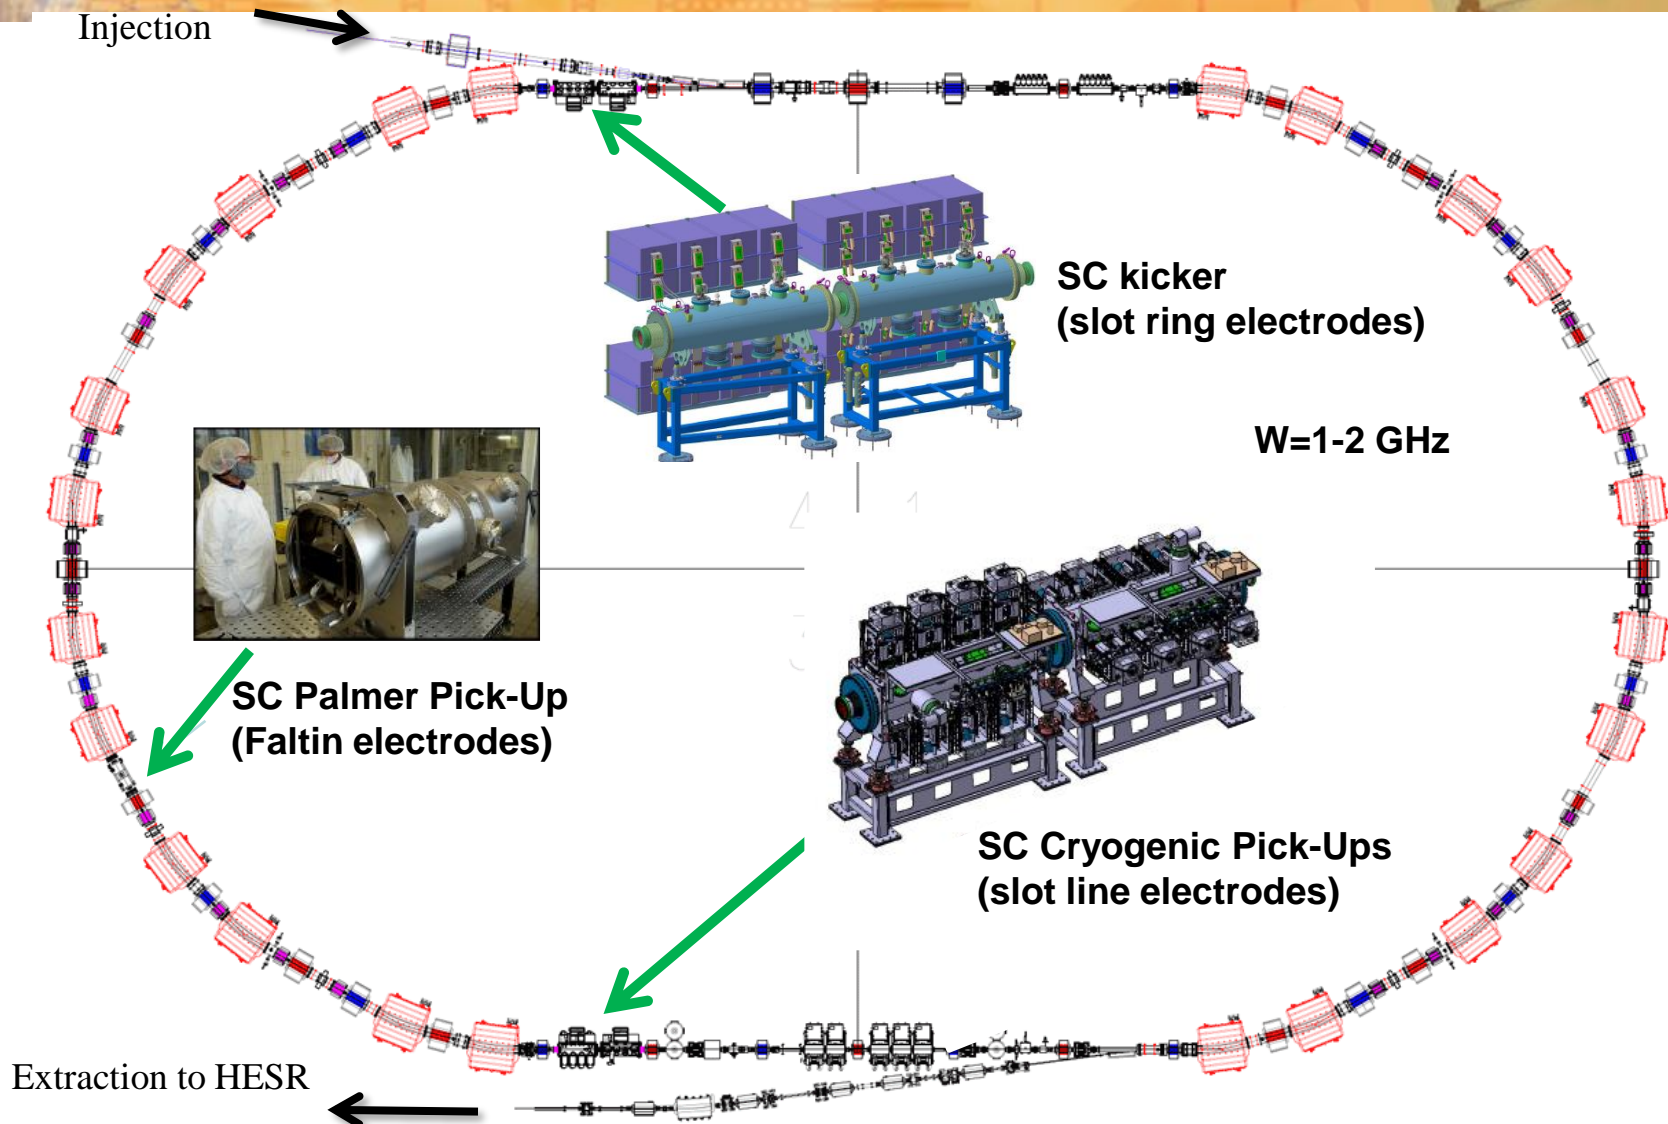 Injection
SC kicker
(slot ring electrodes)
W=1-2 GHz
SC Palmer Pick-Up
(Faltin electrodes)
SC Cryogenic Pick-Ups
(slot line electrodes)
Extraction to HESR